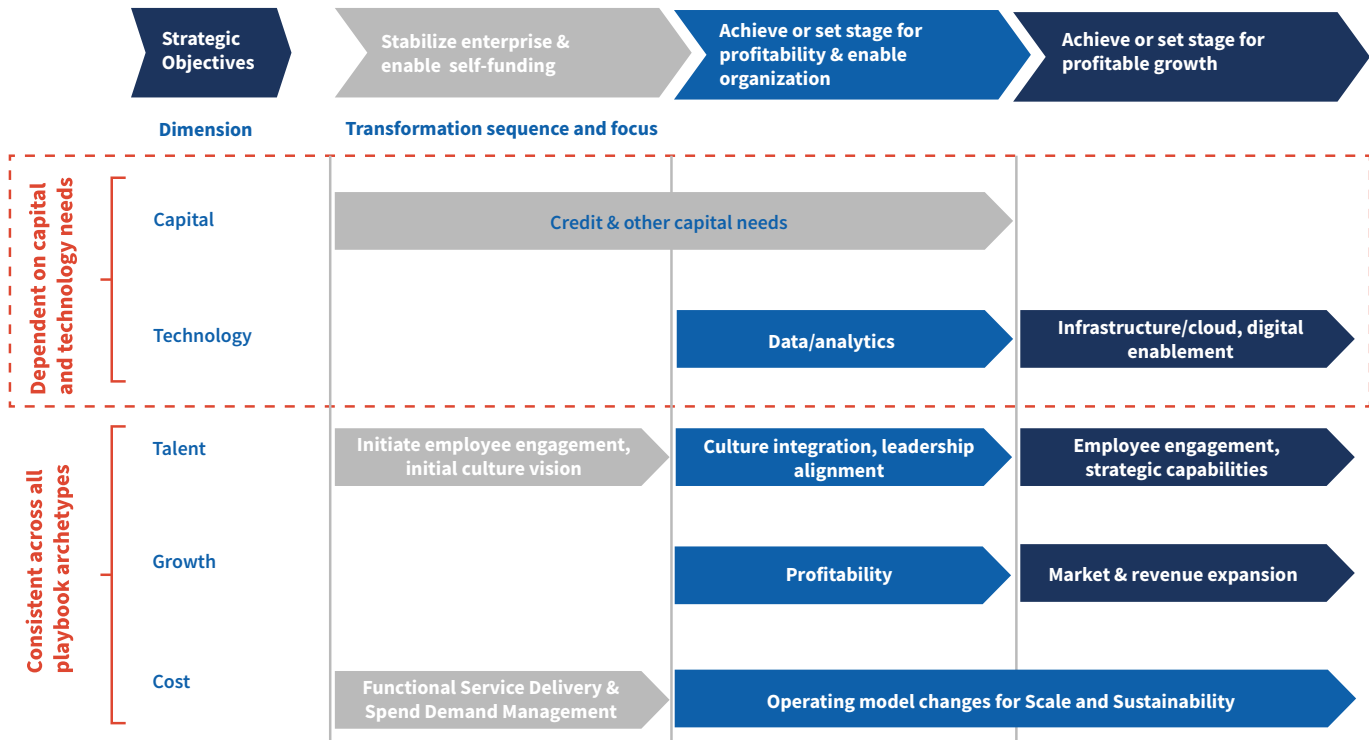 Strategic
Objectives
Stabilize enterprise &
enable self-funding
Achieve or set stage for
profitability & enable
organization
Achieve or set stage for
profitable growth
Dimension
Transformation sequence and focus
Dependent on capital
and technology needs
Capital
Credit & other capital needs
Technology
Data/analytics
Infrastructure/cloud, digital
enablement
Consistent across all
playbook archetypes
Talent
Initiate employee engagement,
initial culture vision
Culture integration, leadership
alignment
Employee engagement,
strategic capabilities
Growth
Profitability
Market & revenue expansion
Cost
Functional Service Delivery &
Spend Demand Management
Operating model changes for Scale and Sustainability